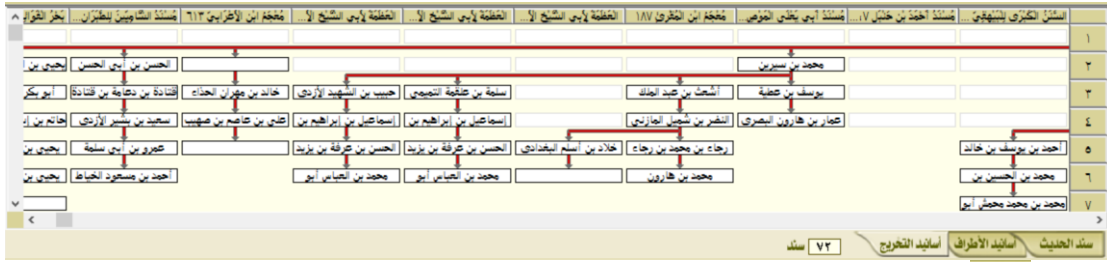 السنن الكبرى للبيهقي ... مسند أحمد بن حنبل ٧،... مسند أبي يعلى الموص... معجم ابن المقرئ ١٨٧ العظمة لأبي الشيخ الأ... العظمة لأبي الشيخ الأ... العظمة لأبي الشيخ الأ... معجم ابن الأعرابي ٦١٣ مسند الشاميين للطبران...
١
٢ محمد بن سيرين الحسن بن أبي الحسن يحيى بن
٣ يوسف بن عطية أشعث بن عبد الملك سلمة بن علقمة التميمي حبيب بن الشهيد الأزدي خالد بن مهران الحذاء قتادة بن دعامة بن قتادة أبو بكر
٤ عمار بن هارون البصري النضر بن شميل المازني إسماعيل بن إبراهيم بن إسماعيل بن إبراهيم بن علي بن عاصم بن صهيب سعيد بن بشير الأزدي حاتم بن
٥ أحمد بن يوسف بن خالد رجاء بن محمد بن رجاء خلاد بن أسلم البغدادي الحسن بن عرفة بن يزيد الحسن بن عرفة بن يزيد عمرو بن أبي سلمة يحيى بن
٦ محمد بن الحسين بن محمد بن هارون محمد بن العباس أبو محمد بن العباس أبو أحمد بن مسعود الخياط يحيى بن
٧ محمد بن محمد محمش أبو
سند الحديث أسانيد الأطراف أسانيد التخريج ٧٢ سند